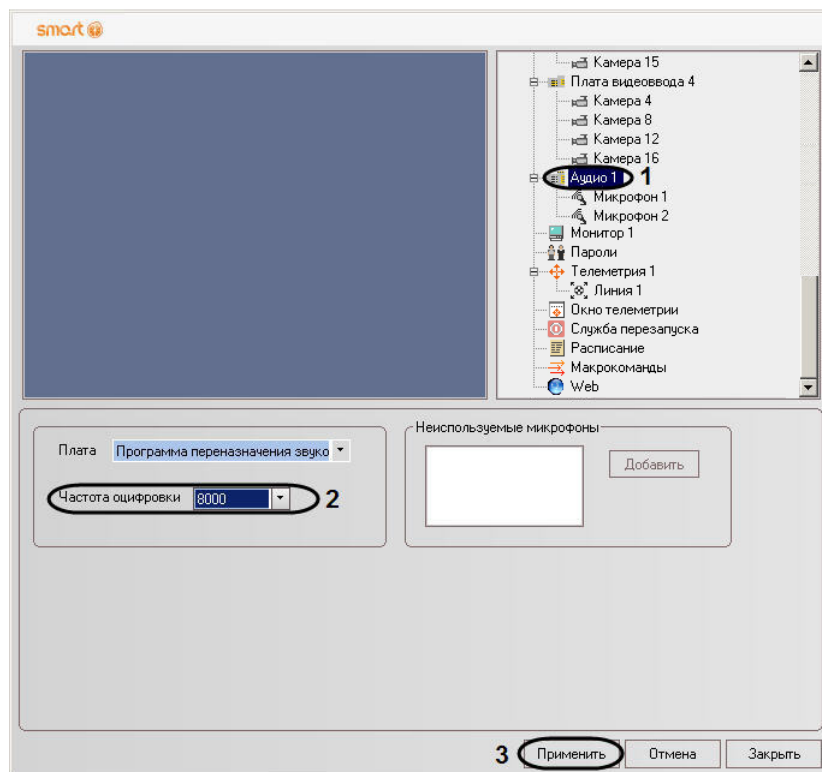 smart
Камера 15
Плата видеоввода 4
Камера 4
Камера 8
Камера 12
Камера 16
Аудио 1 1
Микрофон 1
Микрофон 2
Монитор 1
Пароли
Телеметрия 1
Линия 1
Окно телеметрии
Служба перезапуска
Расписание
Макрокоманды
Web
Плата Программа переназначения звуко
Частота оцифровки 8000 2
Неиспользуемые микрофоны
Добавить
3 Применить Отмена Закрыть